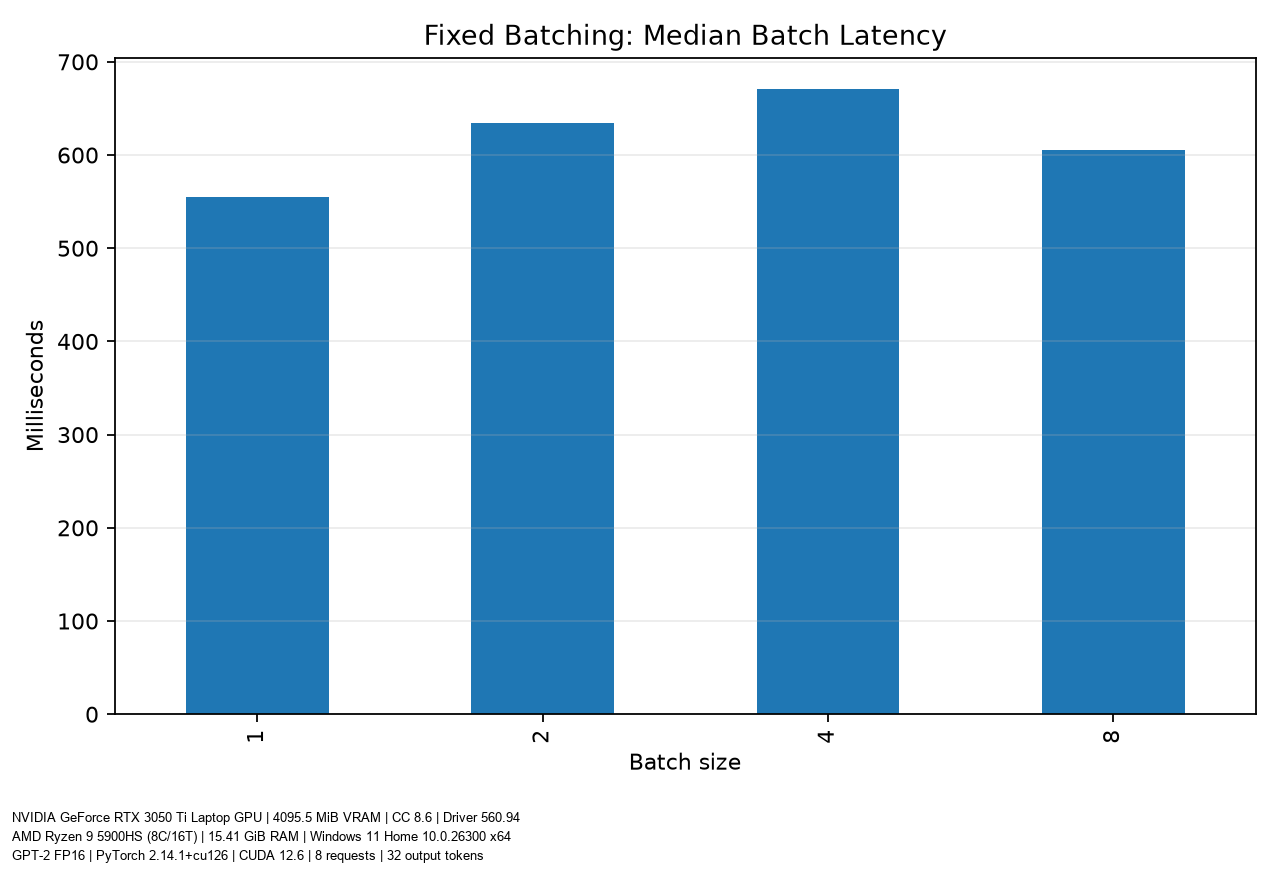 Fixed Batching: Median Batch Latency
700
600
500
400
300
200
100
0
Milliseconds
1
2
4
8
Batch size
NVIDIA GeForce RTX 3050 Ti Laptop GPU | 4095.5 MiB VRAM | CC 8.6 | Driver 560.94
AMD Ryzen 9 5900HS (8C/16T) | 15.41 GiB RAM | Windows 11 Home 10.0.26300 x64
GPT-2 FP16 | PyTorch 2.14.1+cu126 | CUDA 12.6 | 8 requests | 32 output tokens